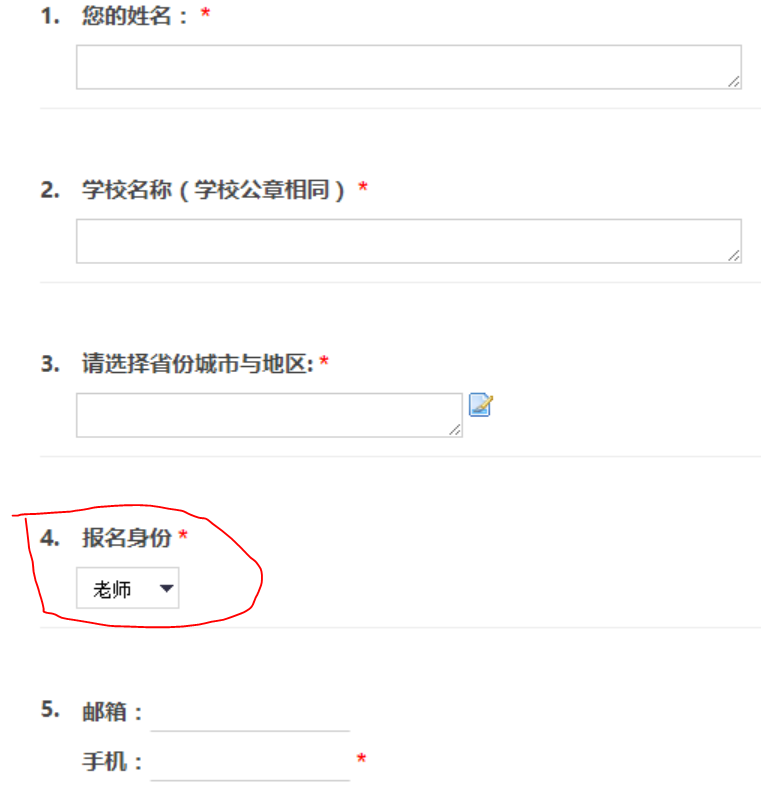 1. 您的姓名： *
2. 学校名称（学校公章相同） *
3. 请选择省份城市与地区: *
4. 报名身份 *
老师
5. 邮箱：
手机： *